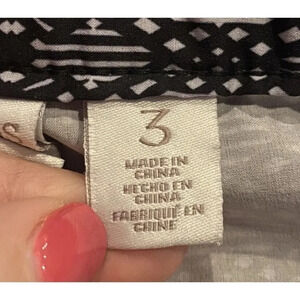 3
MADE IN
CHINA
HECHO EN
CHINA
FABRIQUÉ EN
CHINE
S